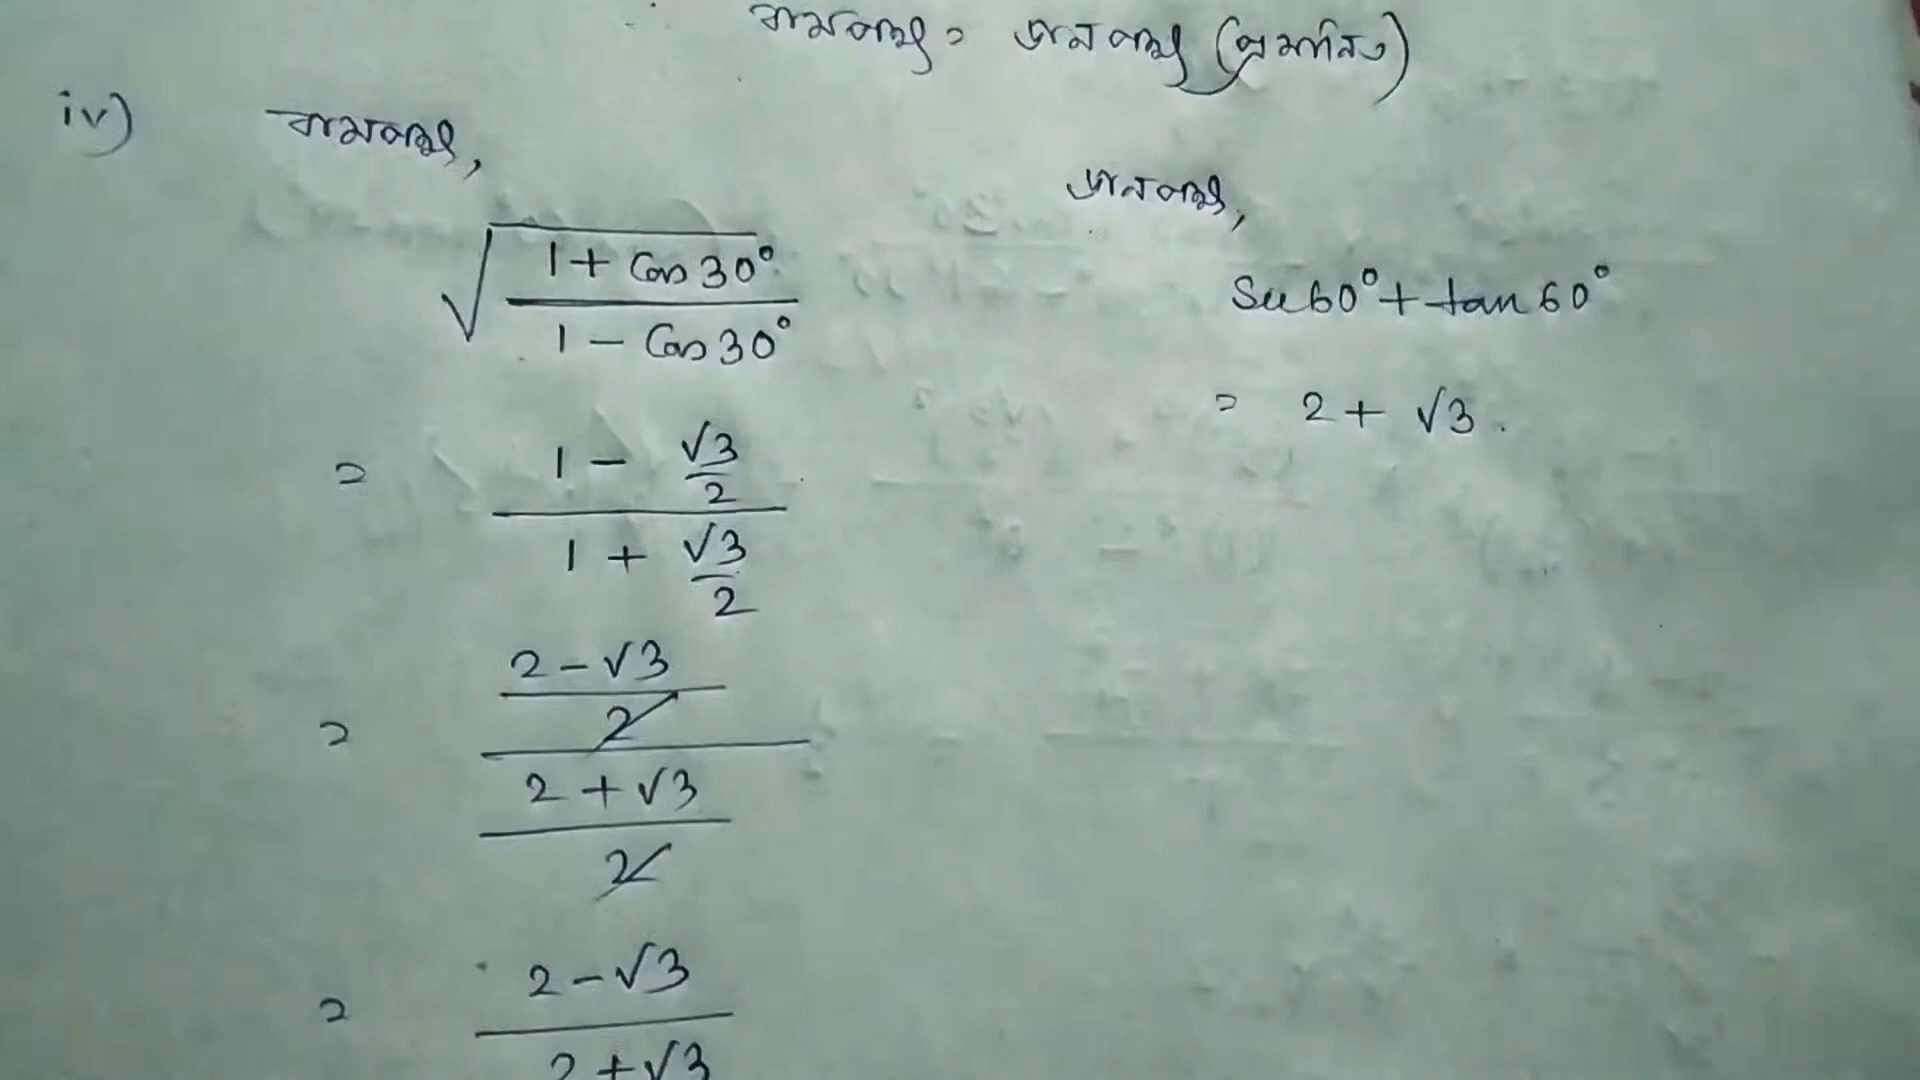 বামপক্ষ = ডানপক্ষ (প্রমানিত)
iv) বামপক্ষ,
√((1 + Cos 30°)/(1 - Cos 30°))
= (1 - √3/2)/(1 + √3/2)
= ((2 - √3)/2)/((2 + √3)/2)
= (2 - √3)/(2 + √3)
ডানপক্ষ,
Sec 60° + tan 60°
= 2 + √3.